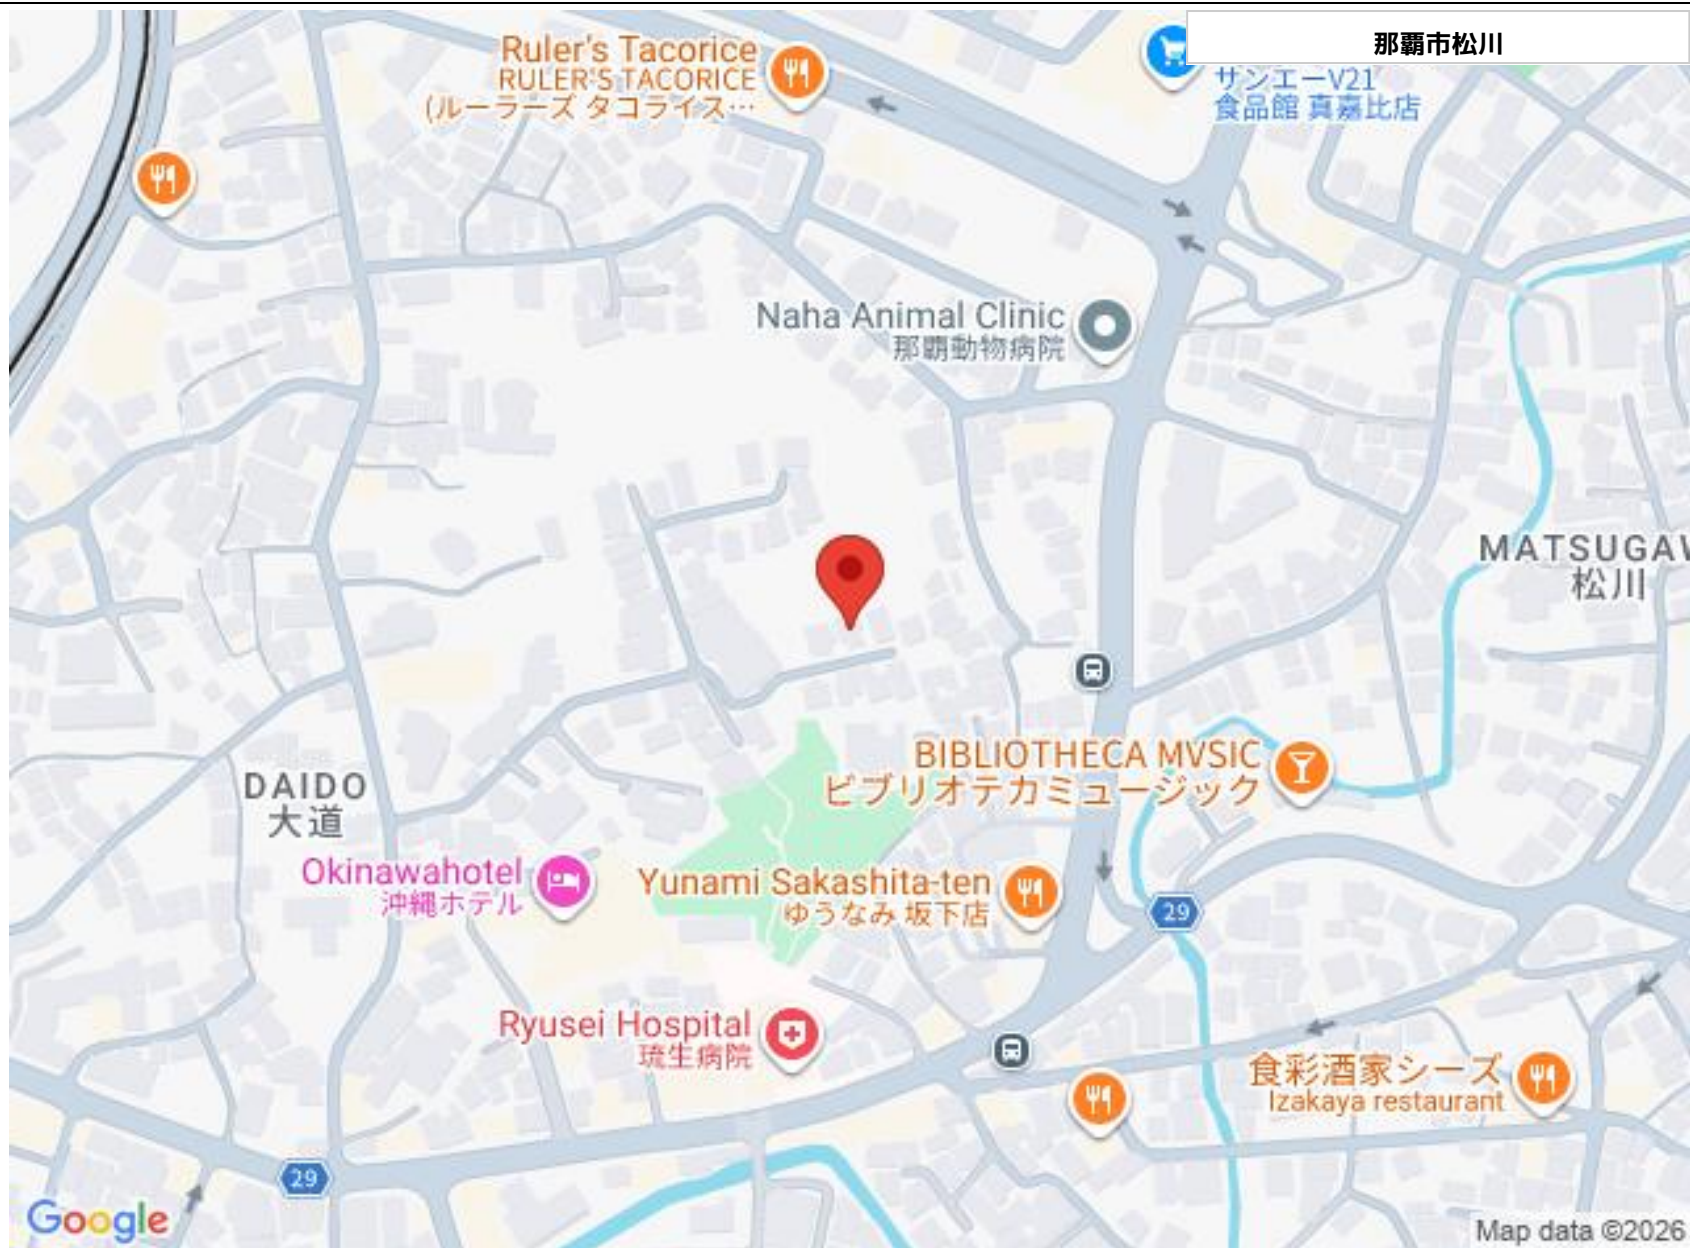 那覇市松川
Ruler's Tacorice
RULER'S TACORICE
(ルーラーズ タコライス…
サンエーV21
食品館 真嘉比店
Naha Animal Clinic
那覇動物病院
MATSUGAW
松川
BIBLIOTHECA MVSIC
ビブリオテカミュージック
DAIDO
大道
Okinawahotel
沖縄ホテル
Yunami Sakashita-ten
ゆうなみ 坂下店
29
Ryusei Hospital
琉生病院
食彩酒家シーズ
Izakaya restaurant
29
Google
Map data ©2026